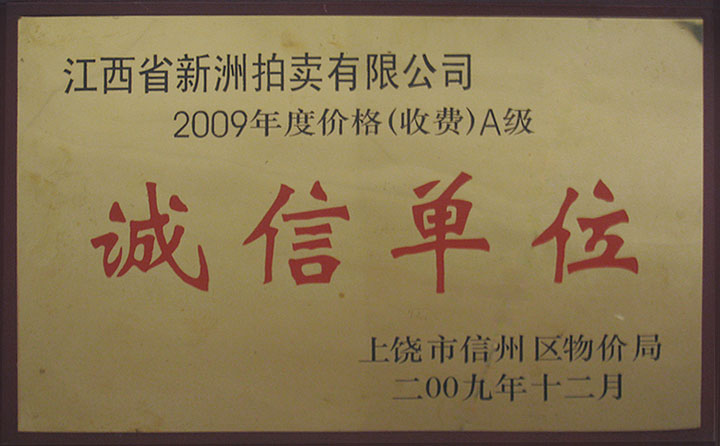 江西省新洲拍卖有限公司
2009年度价格(收费)A级
诚信单位
上饶市信州区物价局
二00九年十二月